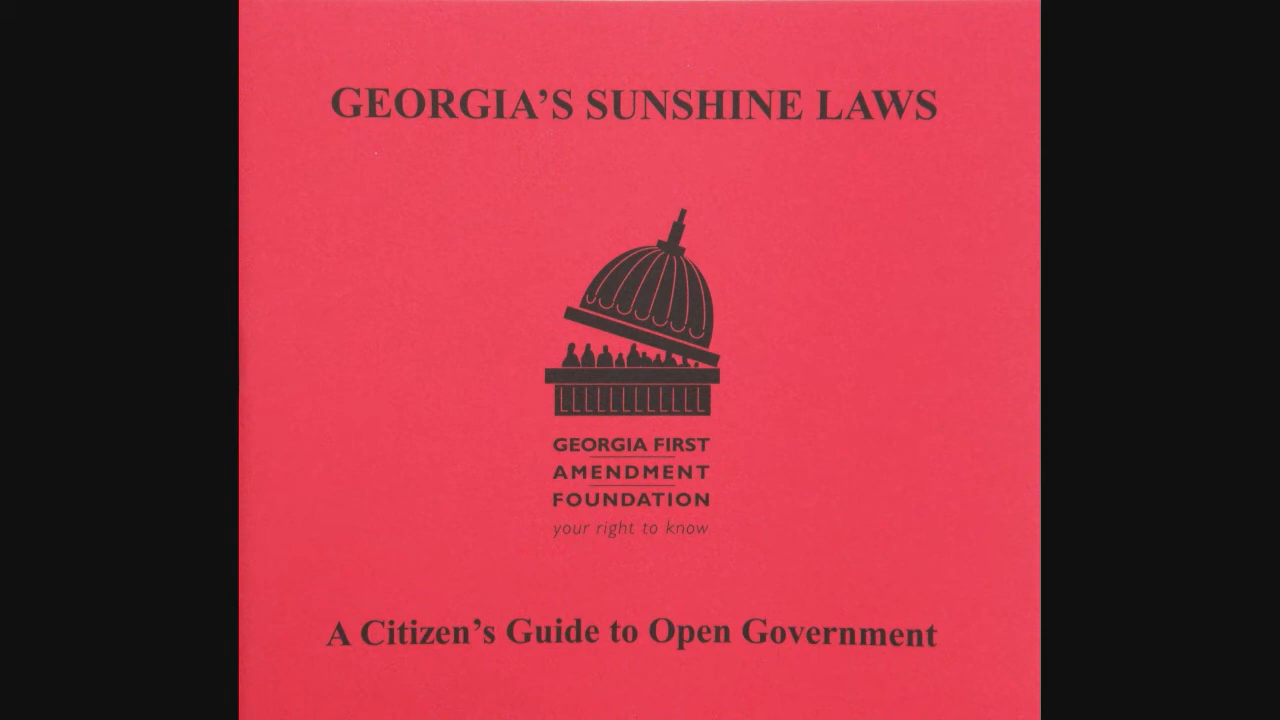 GEORGIA’S SUNSHINE LAWS
GEORGIA FIRST
AMENDMENT
FOUNDATION
your right to know
A Citizen’s Guide to Open Government